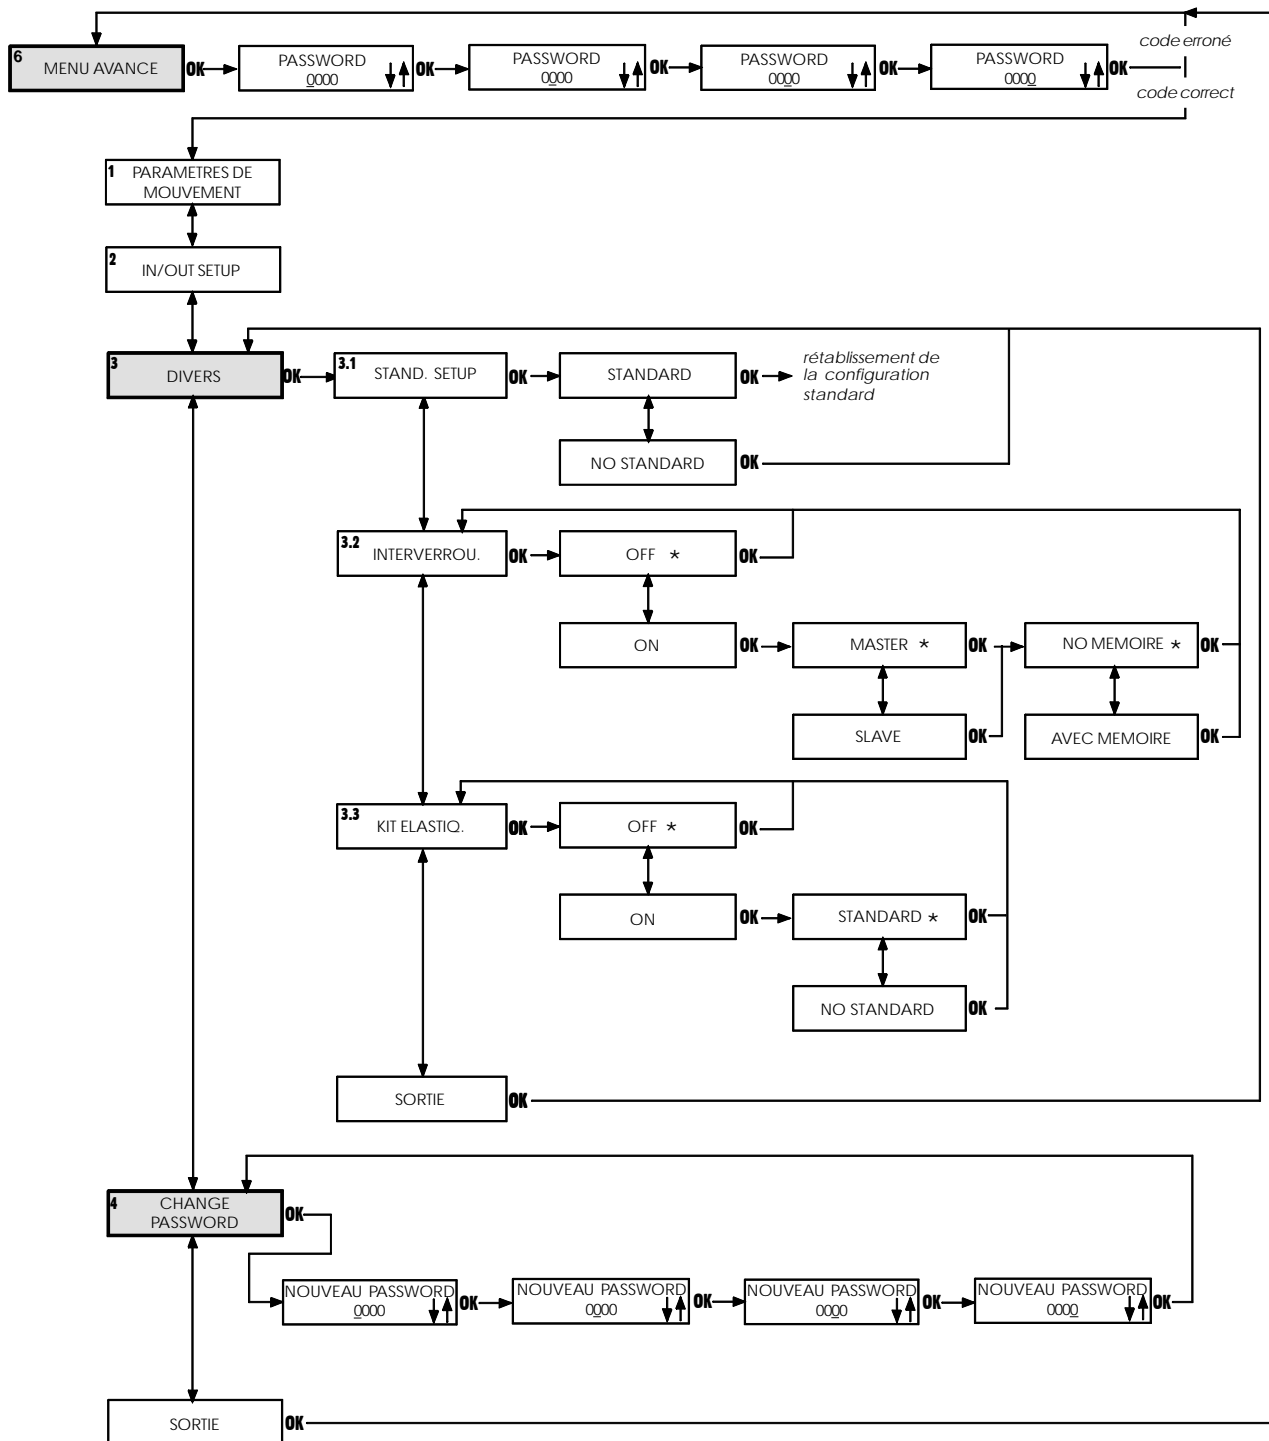 6
MENU AVANCE
OK
PASSWORD
0000
OK
PASSWORD
0000
OK
PASSWORD
0000
OK
PASSWORD
0000
OK
code erroné
code correct
1
PARAMETRES DE
MOUVEMENT
2
IN/OUT SETUP
3
DIVERS
OK
3.1
STAND. SETUP
OK
STANDARD
OK
rétablissement de
la configuration
standard
NO STANDARD
OK
3.2
INTERVERROU.
OK
OFF *
OK
ON
OK
MASTER *
OK
NO MEMOIRE *
OK
SLAVE
OK
AVEC MEMOIRE
OK
3.3
KIT ELASTIQ.
OK
OFF *
OK
ON
OK
STANDARD *
OK
NO STANDARD
OK
SORTIE
OK
4
CHANGE
PASSWORD
OK
NOUVEAU PASSWORD
0000
OK
NOUVEAU PASSWORD
0000
OK
NOUVEAU PASSWORD
0000
OK
NOUVEAU PASSWORD
0000
OK
SORTIE
OK